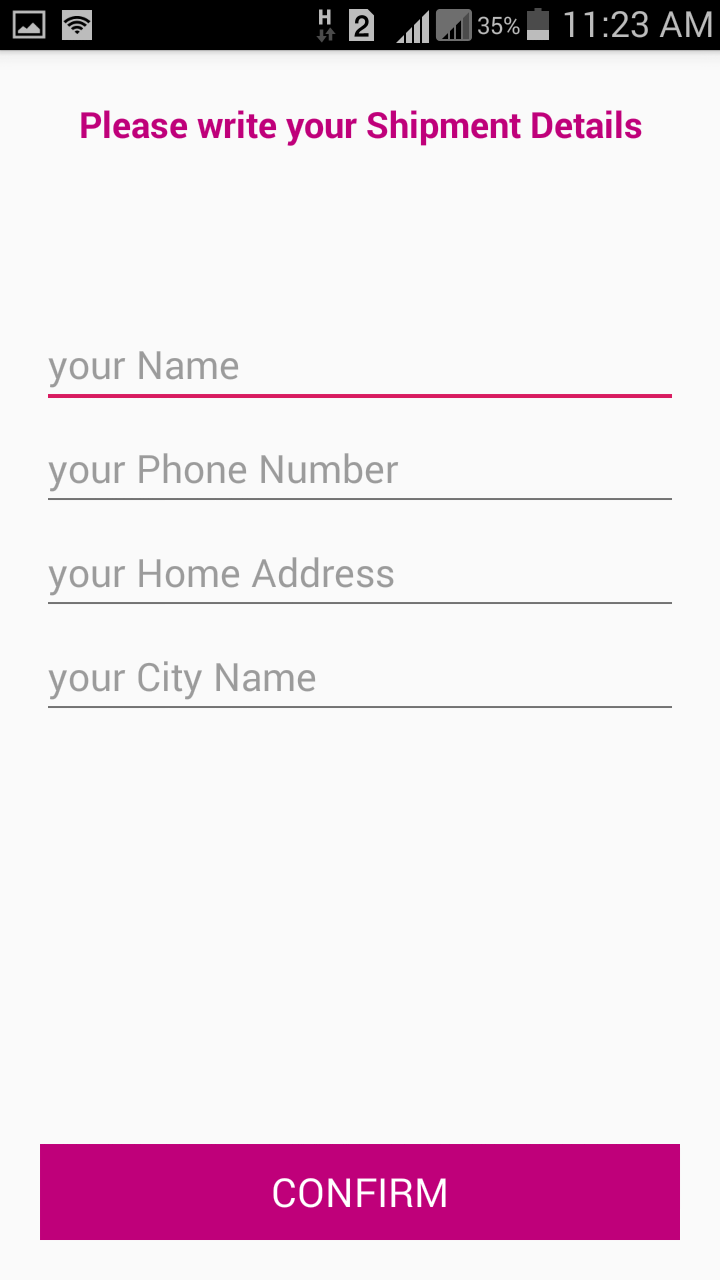 H 2 35% 11:23 AM
Please write your Shipment Details
your Name
your Phone Number
your Home Address
your City Name
CONFIRM